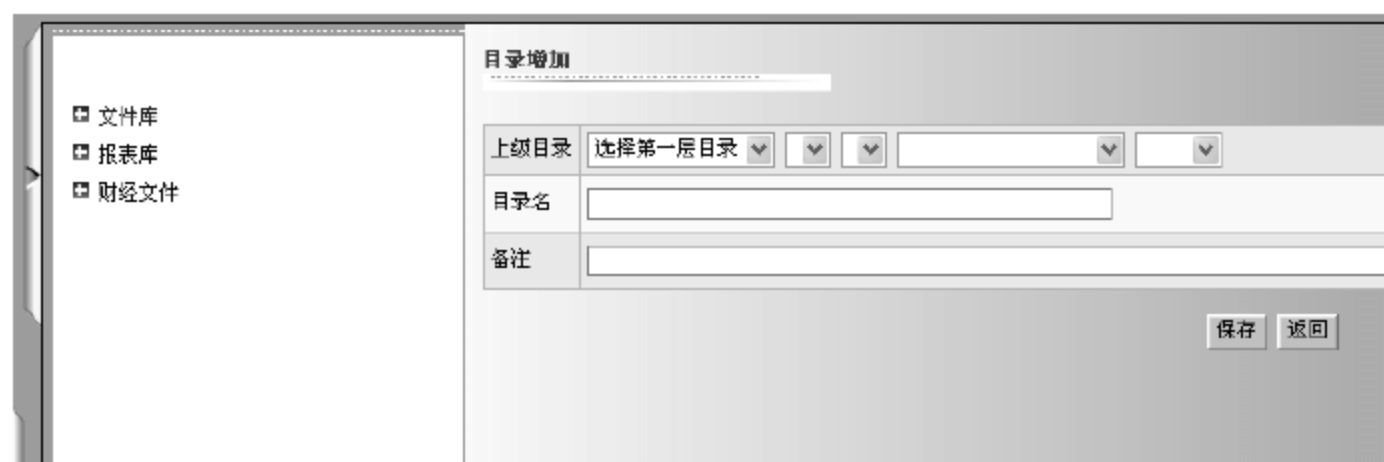 目录增加
文件库
报表库
财经文件
上级目录 选择第一层目录
目录名
备注
保存 返回